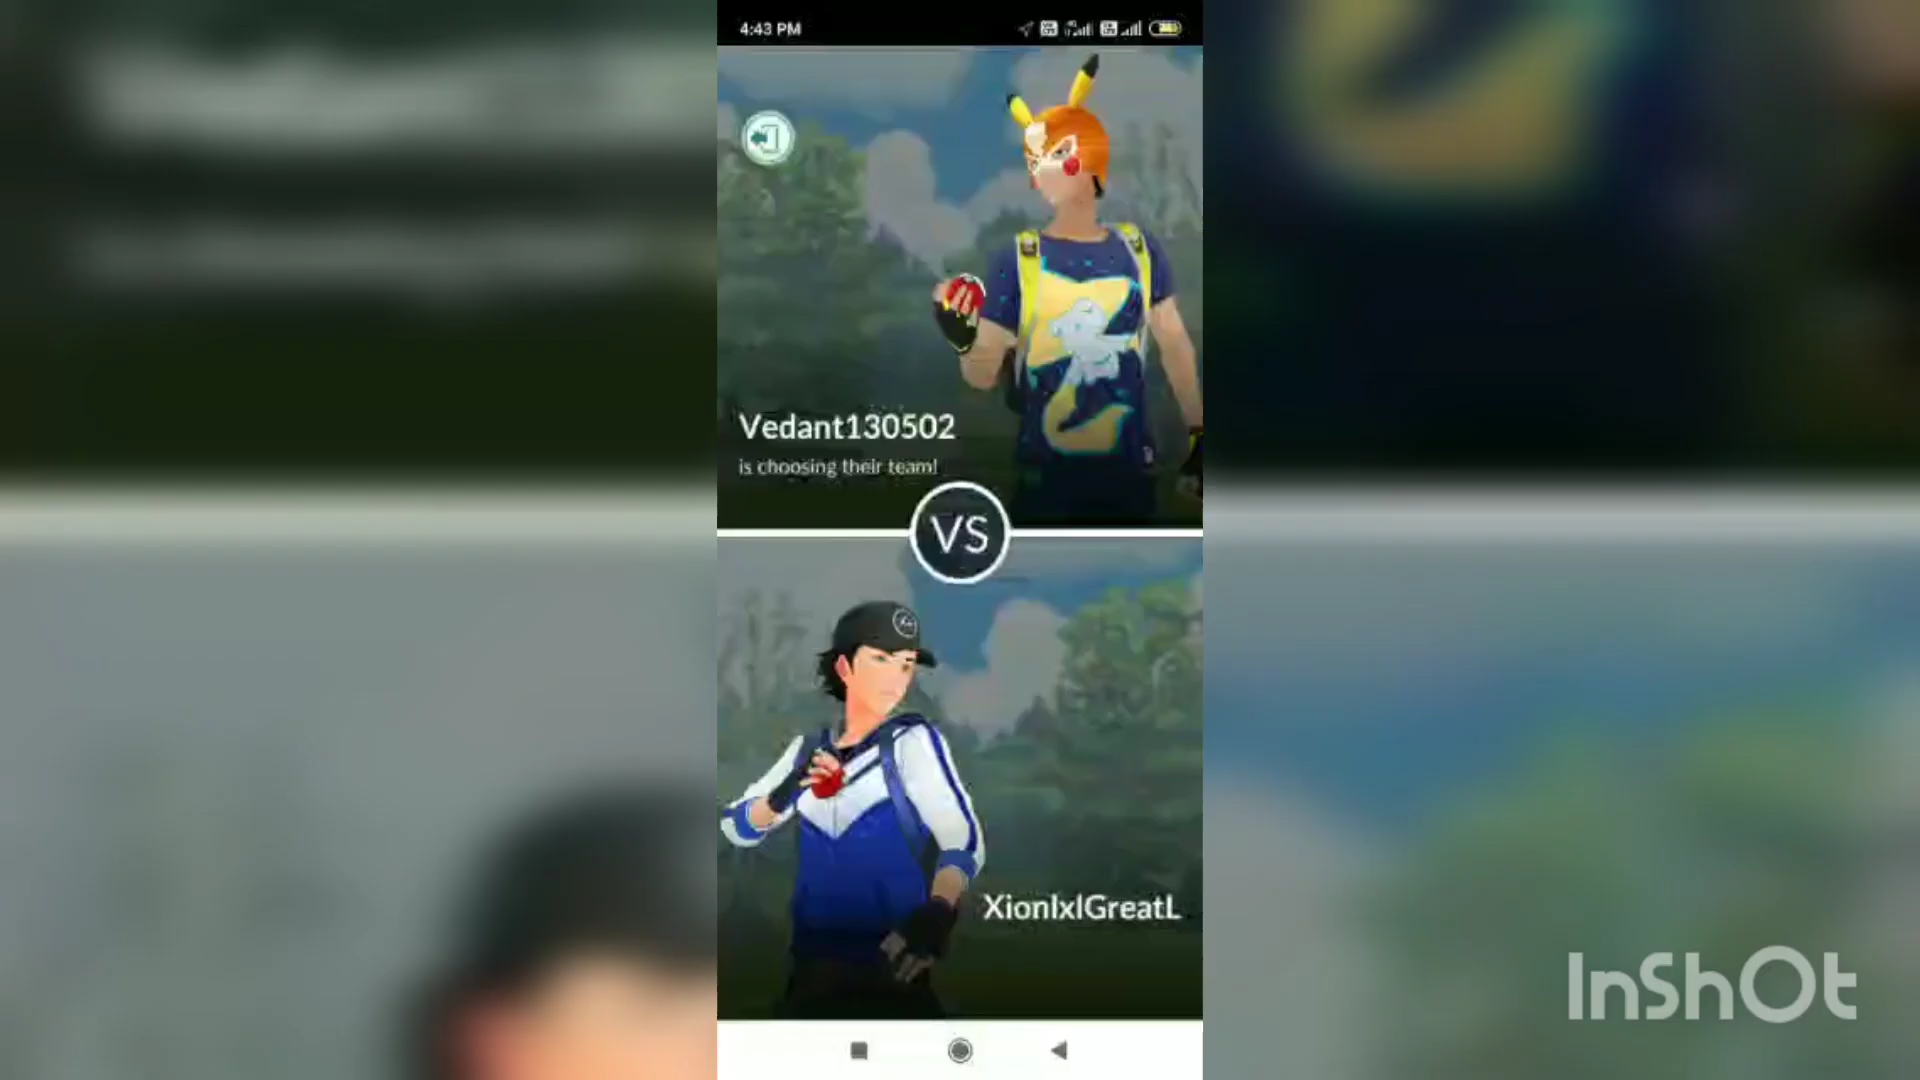 4:43 PM
Vedant130502
is choosing their team!
VS
XionIxIGreatL
InShOt